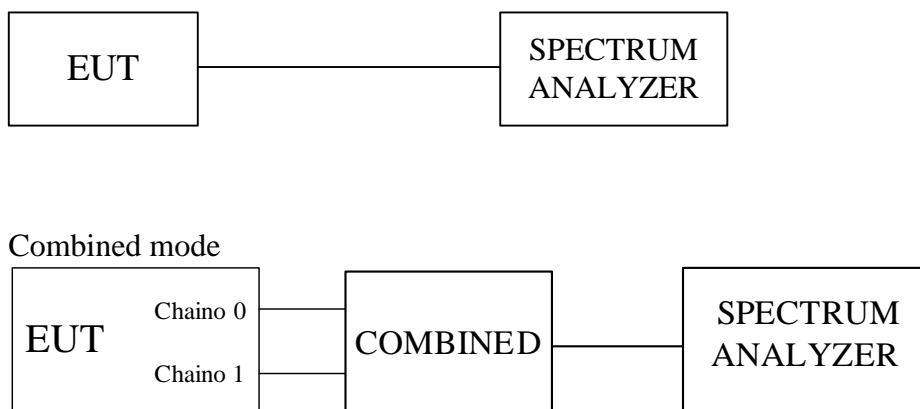 EUT
SPECTRUM
ANALYZER
Combined mode
EUT
Chaino 0
Chaino 1
COMBINED
SPECTRUM
ANALYZER